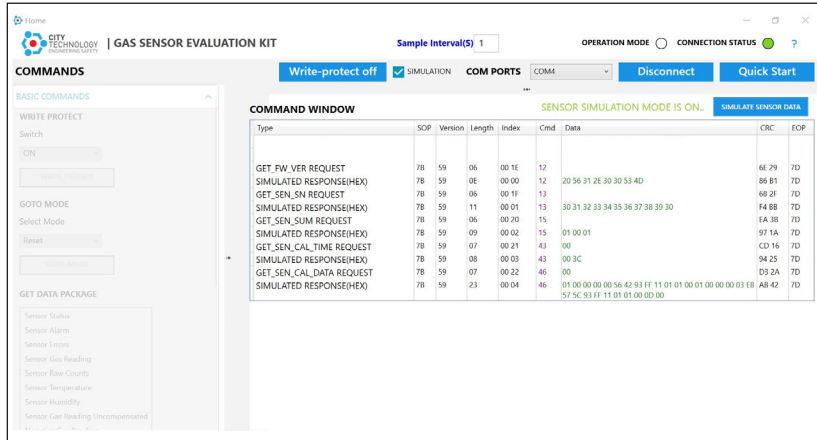 Home
CITY
TECHNOLOGY
ENGINEERING SAFETY
| GAS SENSOR EVALUATION KIT
Sample Interval(S) 1
OPERATION MODE
CONNECTION STATUS
?
COMMANDS
Write-protect off
SIMULATION
COM PORTS
COM4
Disconnect
Quick Start
BASIC COMMANDS
WRITE PROTECT
Switch
ON
WRITE PROTECT
GOTO MODE
Select Mode
Reset
GET DATA PACKAGE
Sensor Status
Sensor Alarm
Sensor Errors
Sensor Gas Reading
Sensor Raw Counts
Sensor Temperature
Sensor Humidity
Sensor Gas Reading Uncompensated
COMMAND WINDOW
SENSOR SIMULATION MODE IS ON..
SIMULATE SENSOR DATA
Type SOP Version Length Index Cmd Data CRC EOP
GET_FW_VER REQUEST 7B 59 06 00 1E 12 6E 29 7D
SIMULATED RESPONSE(HEX) 7B 59 0E 00 00 12 20 56 31 2E 30 30 53 4D 86 B1 7D
GET_SEN_SN REQUEST 7B 59 06 00 1F 13 68 2F 7D
SIMULATED RESPONSE(HEX) 7B 59 11 00 01 13 30 31 32 33 34 35 36 37 38 39 30 F4 BB 7D
GET_SEN_SUM REQUEST 7B 59 06 00 20 15 EA 3B 7D
SIMULATED RESPONSE(HEX) 7B 59 09 00 02 15 01 00 01 97 1A 7D
GET_SEN_CAL_TIME REQUEST 7B 59 07 00 21 43 00 CD 16 7D
SIMULATED RESPONSE(HEX) 7B 59 08 00 03 43 00 3C 94 25 7D
GET_SEN_CAL_DATA REQUEST 7B 59 07 00 22 46 00 D3 2A 7D
SIMULATED RESPONSE(HEX) 7B 59 23 00 04 46 01 00 00 00 00 56 42 93 FF 11 01 01 00 01 00 00 00 03 E8 AB 42 7D
57 5C 93 FF 11 01 01 00 0D 00